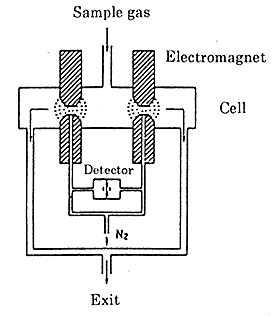 Sample gas
Electromagnet
Cell
Detector
N₂
Exit